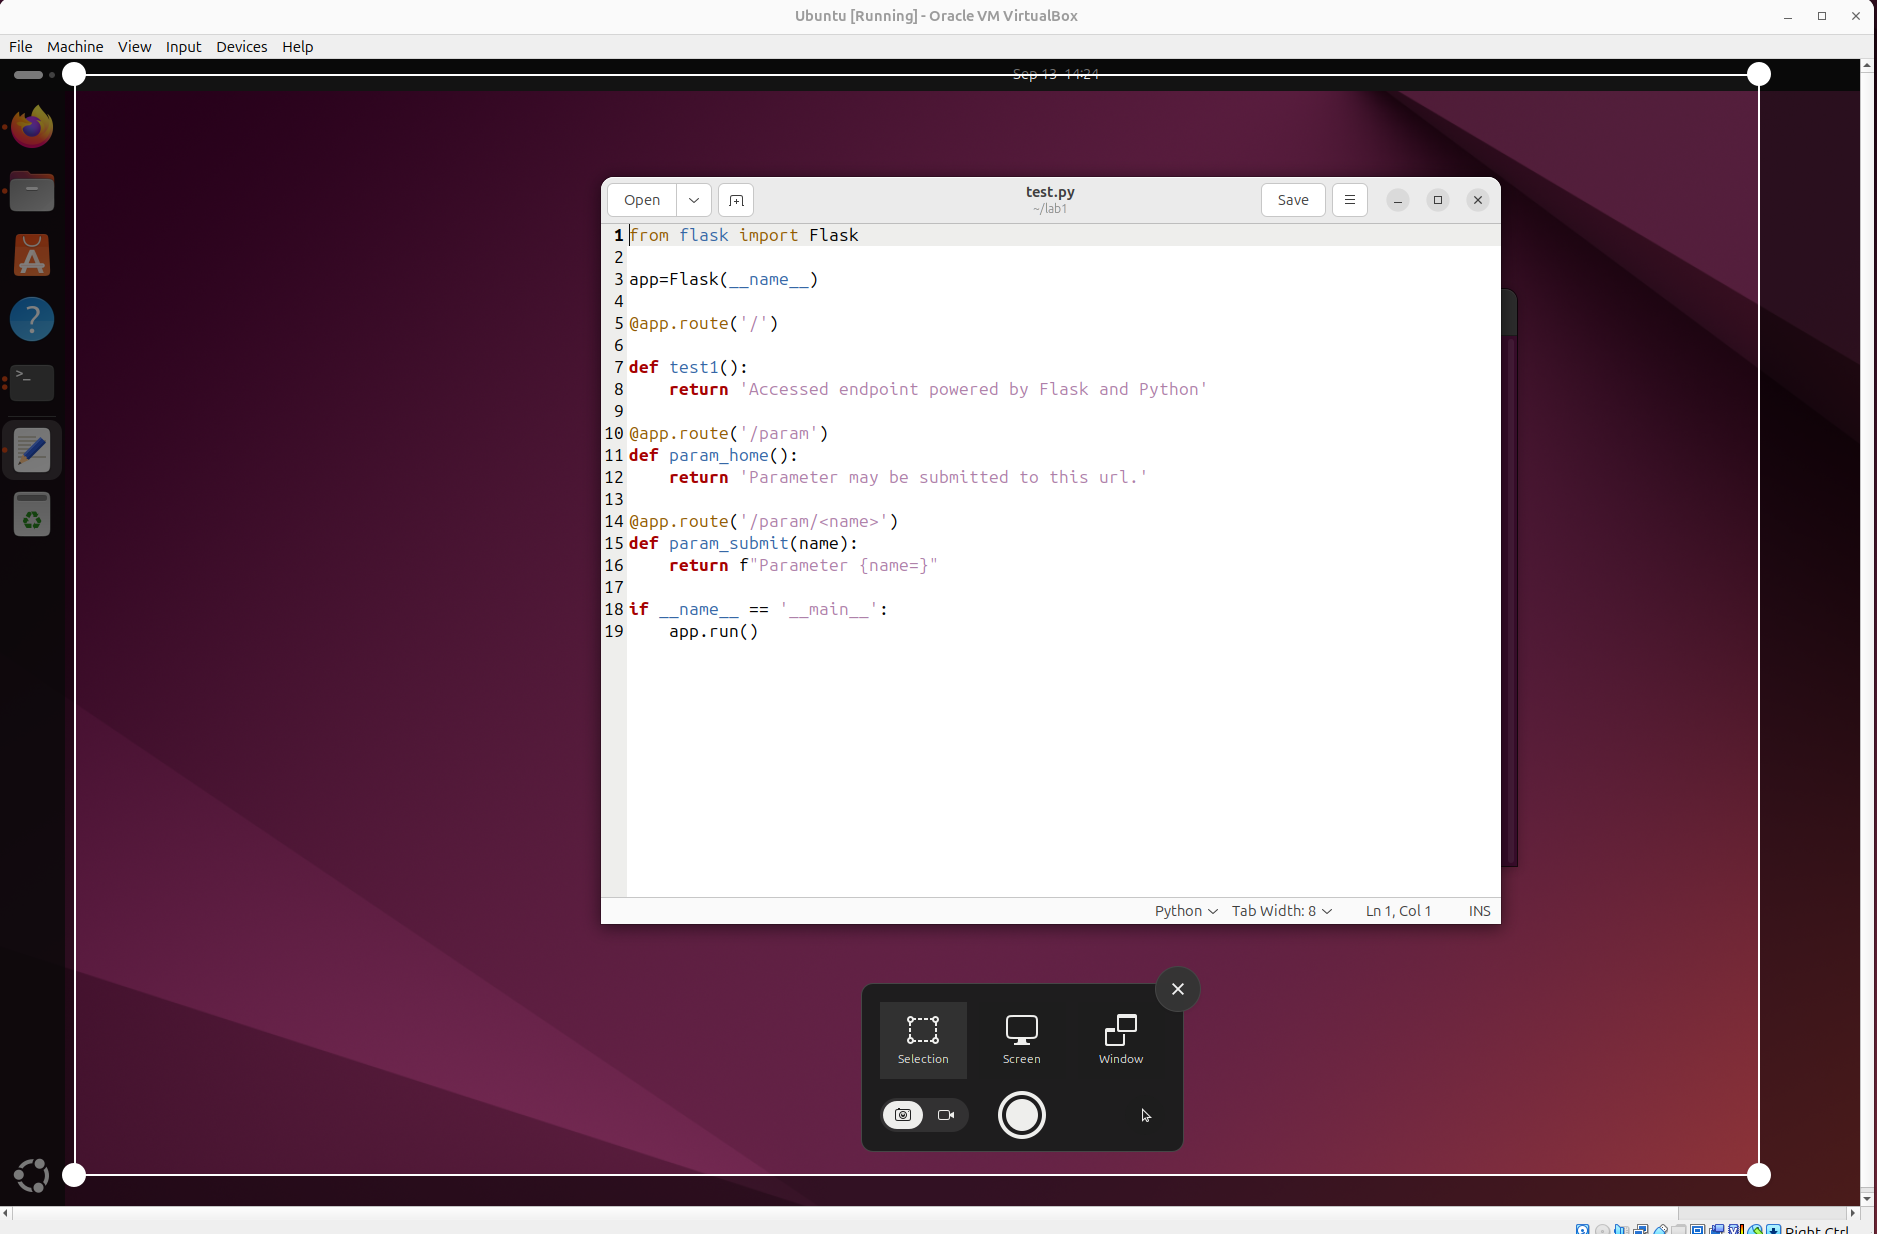 Ubuntu [Running] - Oracle VM VirtualBox
File Machine View Input Devices Help
Sep 13 14:24
Open
test.py
~/lab1
Save
1 from flask import Flask
2
3 app=Flask(__name__)
4
5 @app.route('/')
6
7 def test1():
8     return 'Accessed endpoint powered by Flask and Python'
9
10 @app.route('/param')
11 def param_home():
12     return 'Parameter may be submitted to this url.'
13
14 @app.route('/param/<name>')
15 def param_submit(name):
16     return f"Parameter {name=}"
17
18 if __name__ == '__main__':
19     app.run()
Python Tab Width: 8 Ln 1, Col 1 INS
Selection Screen Window
Right Ctrl